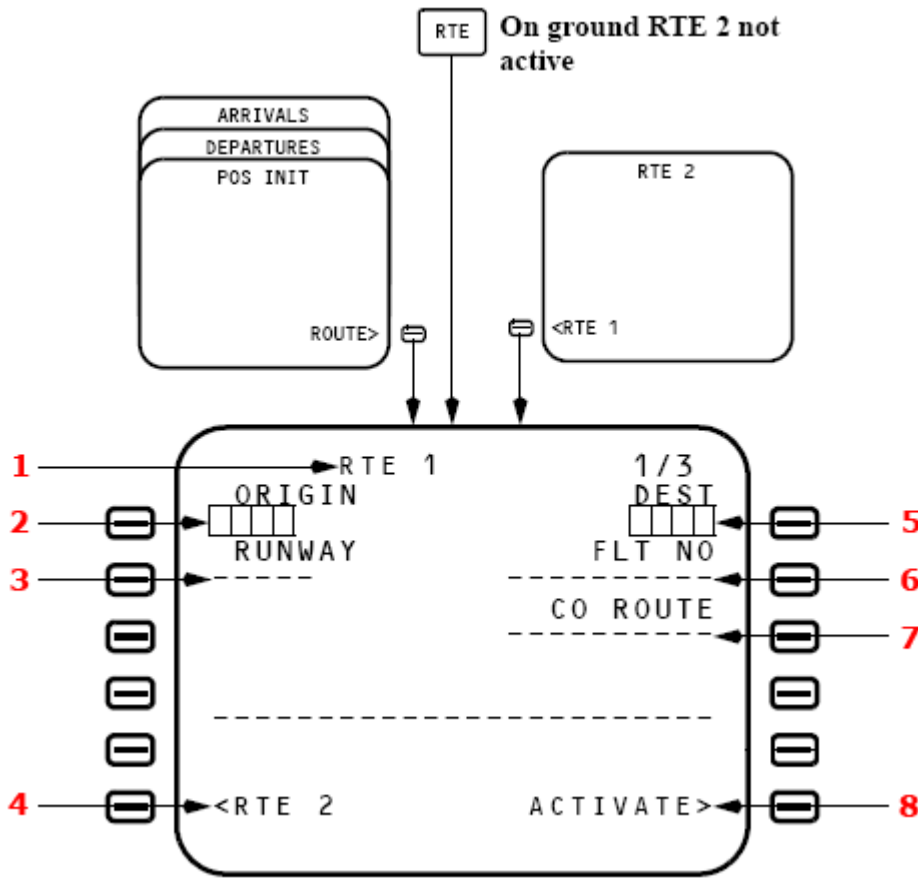 RTE
On ground RTE 2 not
active
ARRIVALS
DEPARTURES
POS INIT
ROUTE>
RTE 2
<RTE 1
1
RTE 1
1/3
ORIGIN
DEST
2
5
RUNWAY
FLT NO
3
------
-------------
6
CO ROUTE
-------------
7
--------------------------------
4
<RTE 2
ACTIVATE>
8